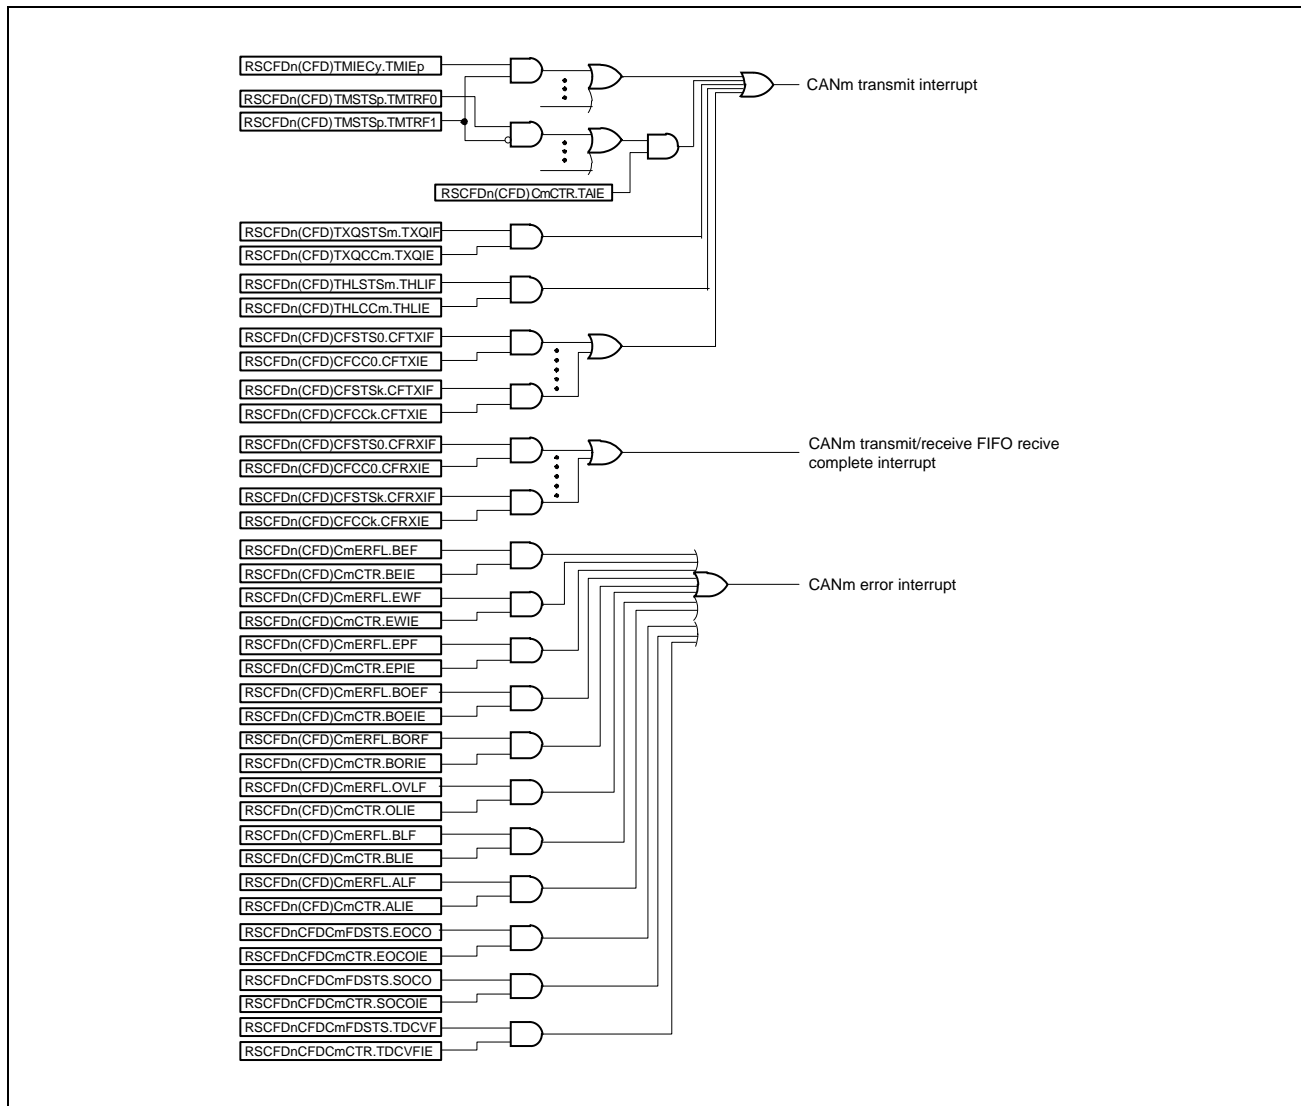 RSCFDn(CFD)TMIECy.TMIEp
CANm transmit interrupt
RSCFDn(CFD)TMSTSp.TMTRF0
RSCFDn(CFD)TMSTSp.TMTRF1
RSCFDn(CFD)CmCTR.TAIE
RSCFDn(CFD)TXQSTSm.TXQIF
RSCFDn(CFD)TXQCCm.TXQIE
RSCFDn(CFD)THLSTSm.THLIF
RSCFDn(CFD)THLCCm.THLIE
RSCFDn(CFD)CFSTS0.CFTXIF
RSCFDn(CFD)CFCC0.CFTXIE
RSCFDn(CFD)CFSTSk.CFTXIF
RSCFDn(CFD)CFCCk.CFTXIE
RSCFDn(CFD)CFSTS0.CFRXIF
CANm transmit/receive FIFO recive
complete interrupt
RSCFDn(CFD)CFCC0.CFRXIE
RSCFDn(CFD)CFSTSk.CFRXIF
RSCFDn(CFD)CFCCk.CFRXIE
RSCFDn(CFD)CmERFL.BEF
RSCFDn(CFD)CmCTR.BEIE
CANm error interrupt
RSCFDn(CFD)CmERFL.EWF
RSCFDn(CFD)CmCTR.EWIE
RSCFDn(CFD)CmERFL.EPF
RSCFDn(CFD)CmCTR.EPIE
RSCFDn(CFD)CmERFL.BOEF
RSCFDn(CFD)CmCTR.BOEIE
RSCFDn(CFD)CmERFL.BORF
RSCFDn(CFD)CmCTR.BORIE
RSCFDn(CFD)CmERFL.OVLF
RSCFDn(CFD)CmCTR.OLIE
RSCFDn(CFD)CmERFL.BLF
RSCFDn(CFD)CmCTR.BLIE
RSCFDn(CFD)CmERFL.ALF
RSCFDn(CFD)CmCTR.ALIE
RSCFDnCFDCmFDSTS.EOCO
RSCFDnCFDCmCTR.EOCOIE
RSCFDnCFDCmFDSTS.SOCO
RSCFDnCFDCmCTR.SOCOIE
RSCFDnCFDCmFDSTS.TDCVF
RSCFDnCFDCmCTR.TDCVFIE